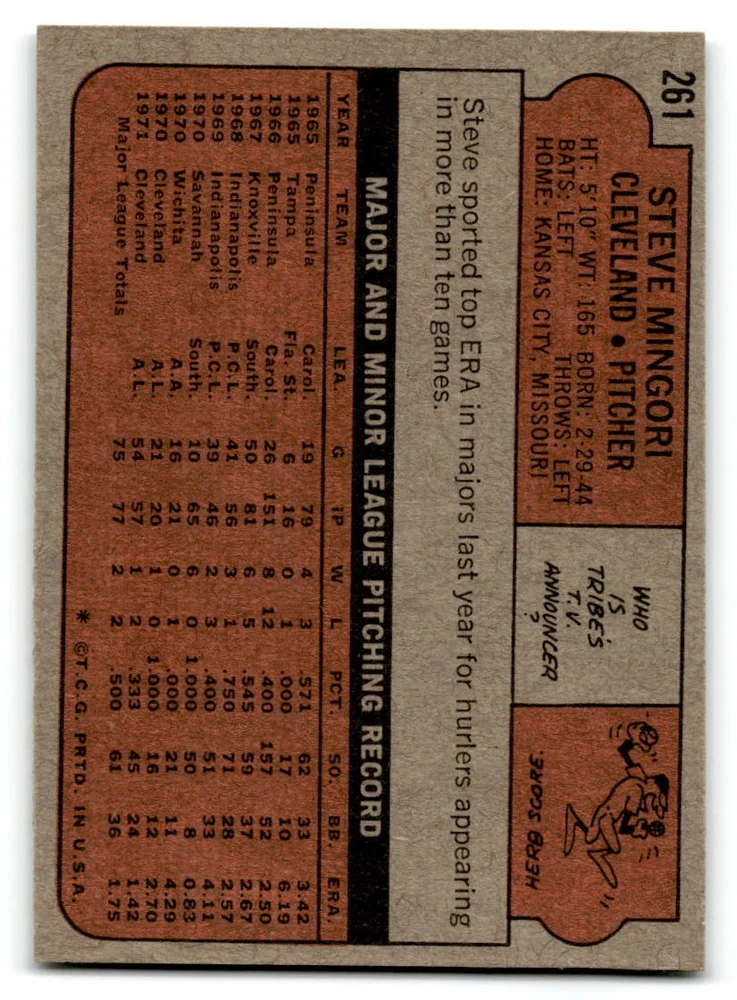 261
STEVE MINGORI
CLEVELAND • PITCHER
HT: 5'10" WT: 165 BORN: 2-29-44
BATS: LEFT THROWS: LEFT
HOME: KANSAS CITY, MISSOURI
WHO
IS
TRIBE'S
T.V.
ANNOUNCER
?
HERB SCORE.
Steve sported top ERA in majors last year for hurlers appearing
in more than ten games.
MAJOR AND MINOR LEAGUE PITCHING RECORD
YEAR TEAM LEA. G IP W L PCT. SO. BB. ERA.
1965 Peninsula Carol. 19 79 4 3 .571 62 33 3.42
1965 Tampa Fla. St. 6 16 0 1 .000 17 10 6.19
1966 Peninsula Carol. 26 151 8 12 .400 157 52 2.50
1967 Knoxville South. 50 81 6 5 .545 59 37 2.67
1968 Indianapolis P.C.L. 41 56 3 1 .750 71 28 2.57
1969 Indianapolis P.C.L. 39 46 2 3 .400 51 33 4.11
1970 Savannah South. 10 65 6 0 1.000 50 8 0.83
1970 Wichita A.A. 16 21 0 1 .000 21 11 4.29
1970 Cleveland A.L. 21 20 1 0 1.000 16 12 2.70
1971 Cleveland A.L. 54 57 1 2 .333 45 24 1.42
Major League Totals 75 77 2 2 .500 61 36 1.75
* ©T.C.G. PRTD. IN U.S.A.